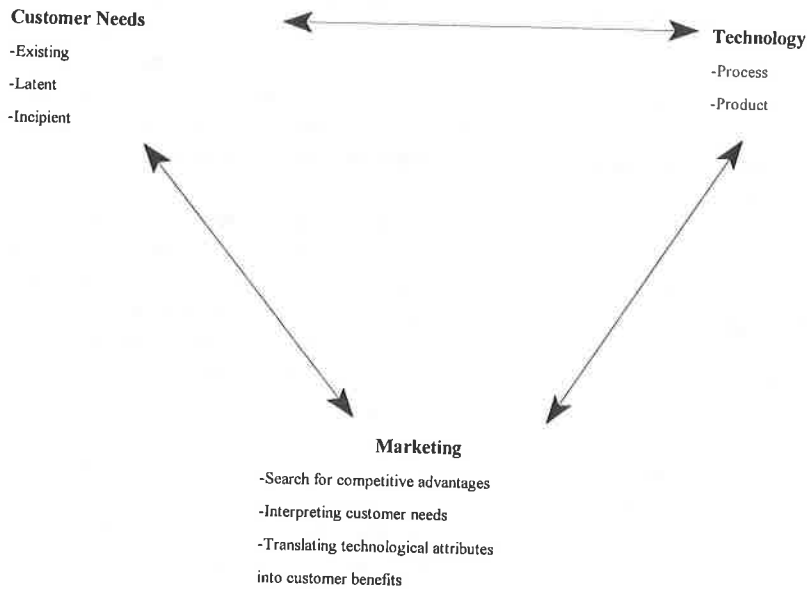 Customer Needs
-Existing
-Latent
-Incipient
Technology
-Process
-Product
Marketing
-Search for competitive advantages
-Interpreting customer needs
-Translating technological attributes
into customer benefits